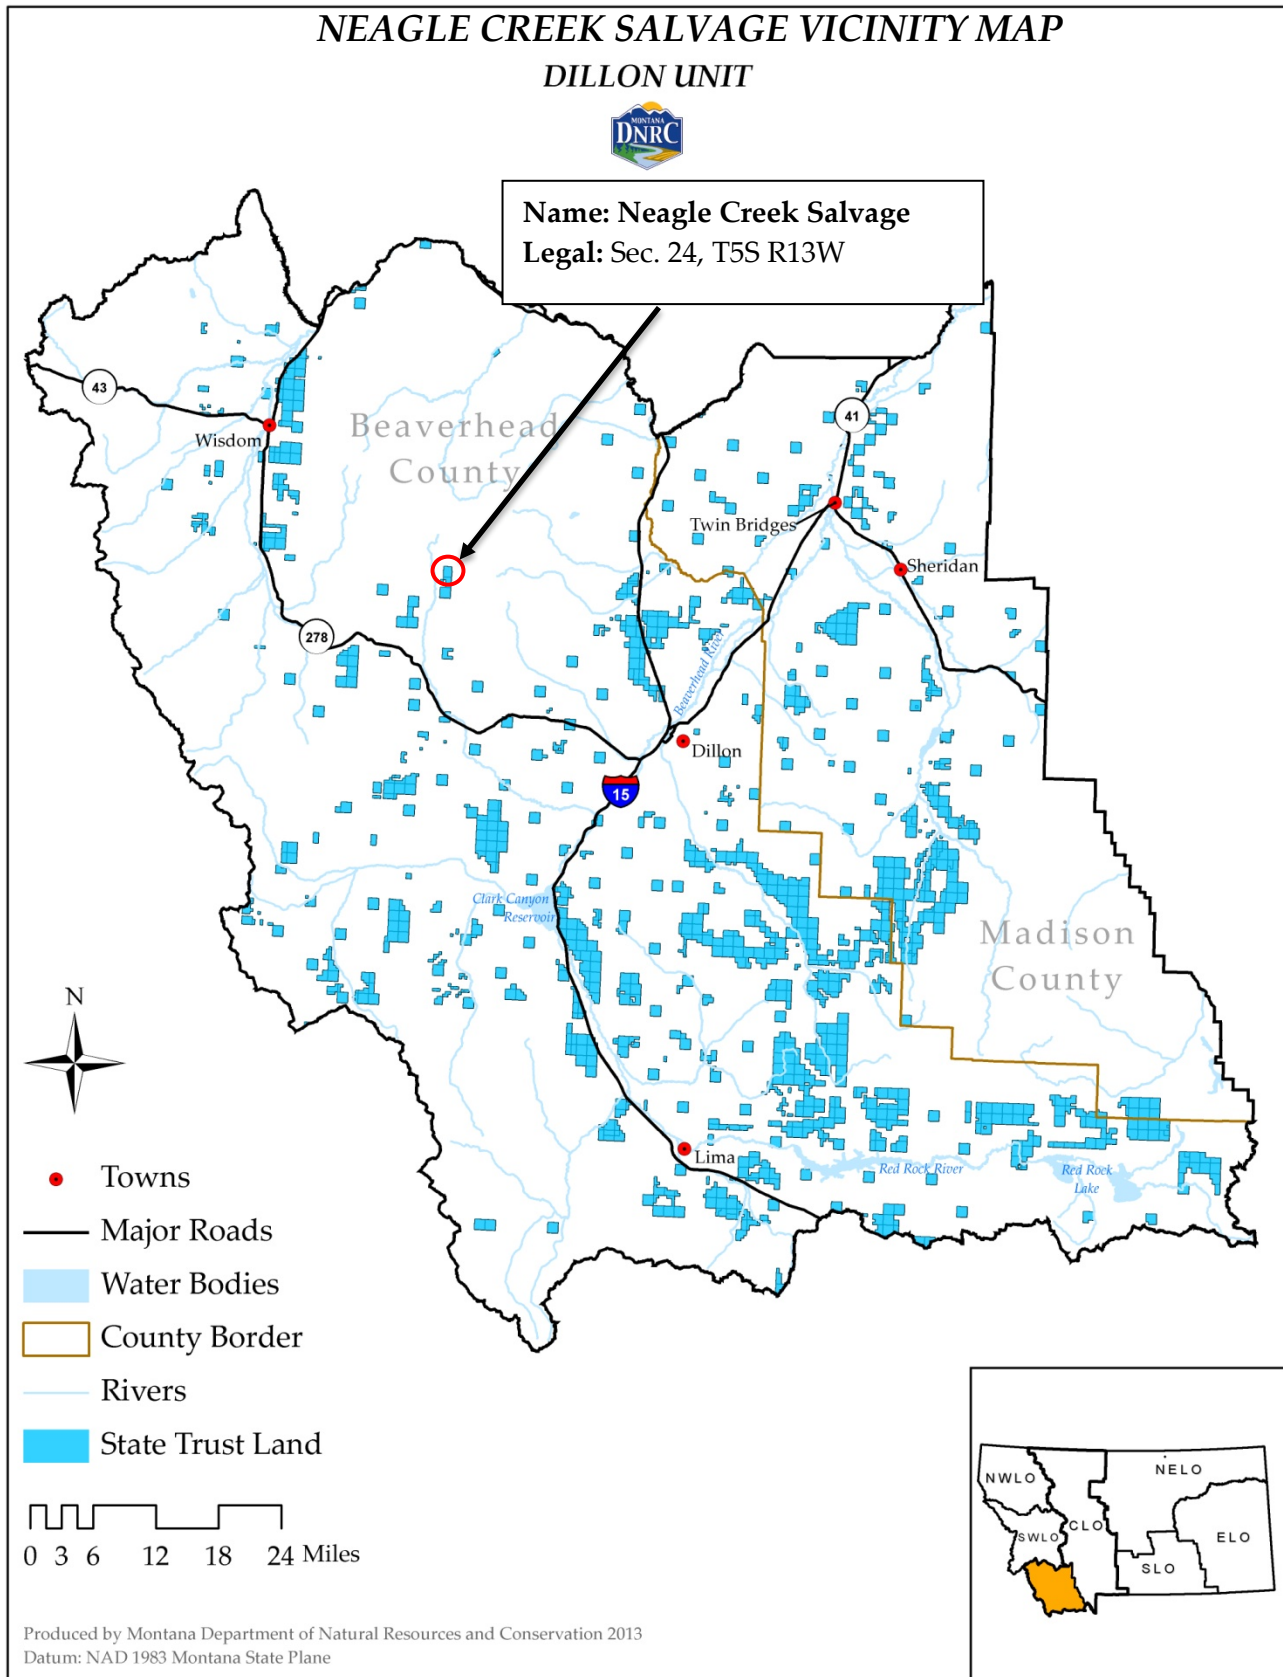 NEAGLE CREEK SALVAGE VICINITY MAP
DILLON UNIT
MONTANA
DNRC
Name: Neagle Creek Salvage
Legal: Sec. 24, T5S R13W
43
Wisdom
Beaverhead
County
41
Twin Bridges
Sheridan
278
Beaverhead River
Dillon
15
Clark Canyon
Reservoir
Madison
County
N
Lima
Red Rock River
Red Rock
Lake
Towns
Major Roads
Water Bodies
County Border
Rivers
State Trust Land
0 3 6 12 18 24 Miles
NWLO
NELO
SWLO
CLO
ELO
SLO
Produced by Montana Department of Natural Resources and Conservation 2013
Datum: NAD 1983 Montana State Plane